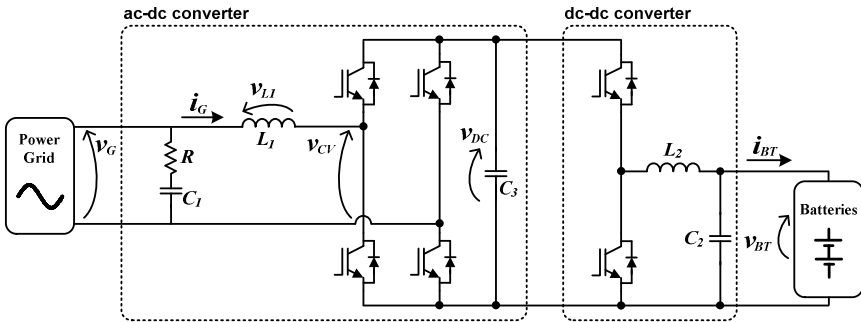 ac-dc converter
dc-dc converter
Power
Grid
v_G
i_G
v_L1
L_1
R
C_1
v_CV
v_DC
C_3
L_2
C_2
i_BT
v_BT
Batteries